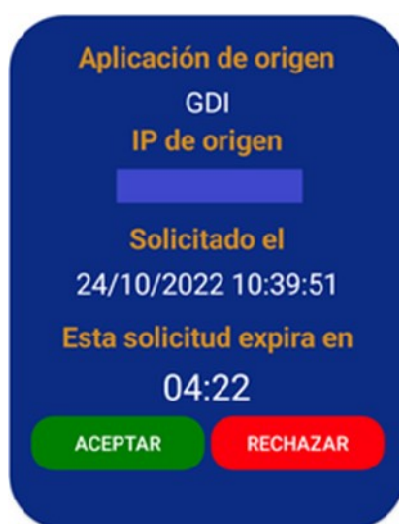 Aplicación de origen
GDI
IP de origen
Solicitado el
24/10/2022 10:39:51
Esta solicitud expira en
04:22
ACEPTAR RECHAZAR